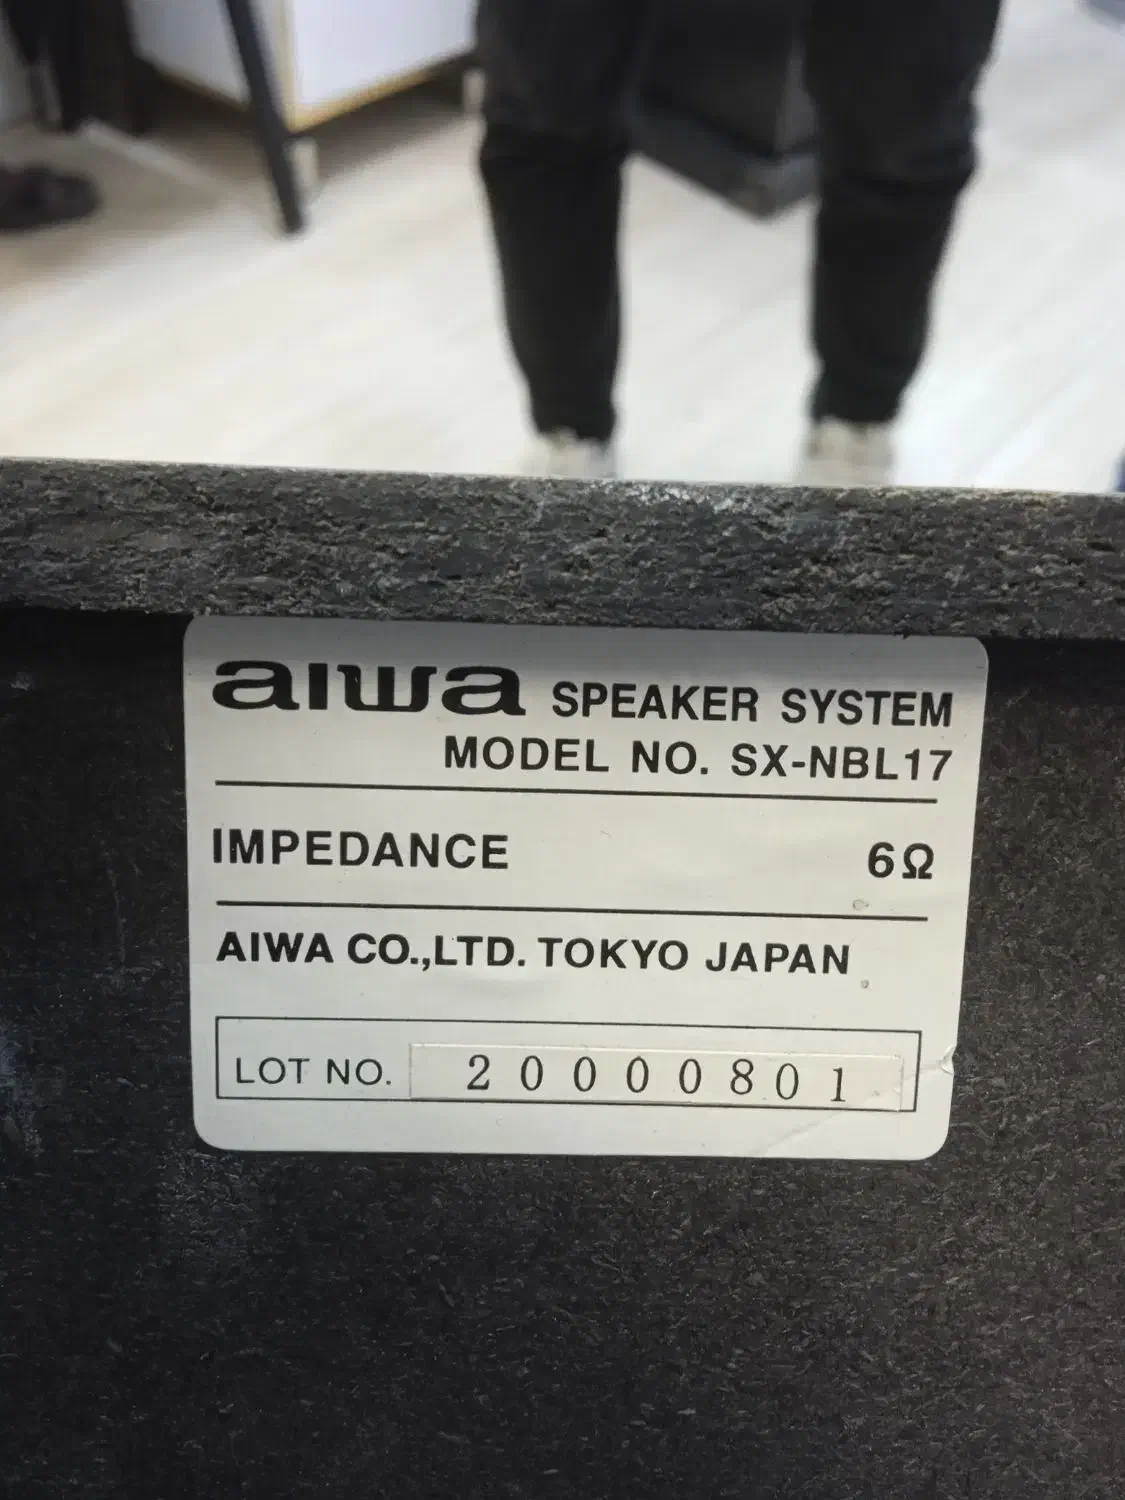 aiwa SPEAKER SYSTEM
MODEL NO. SX-NBL17
IMPEDANCE 6Ω
AIWA CO.,LTD. TOKYO JAPAN
LOT NO. 20000801